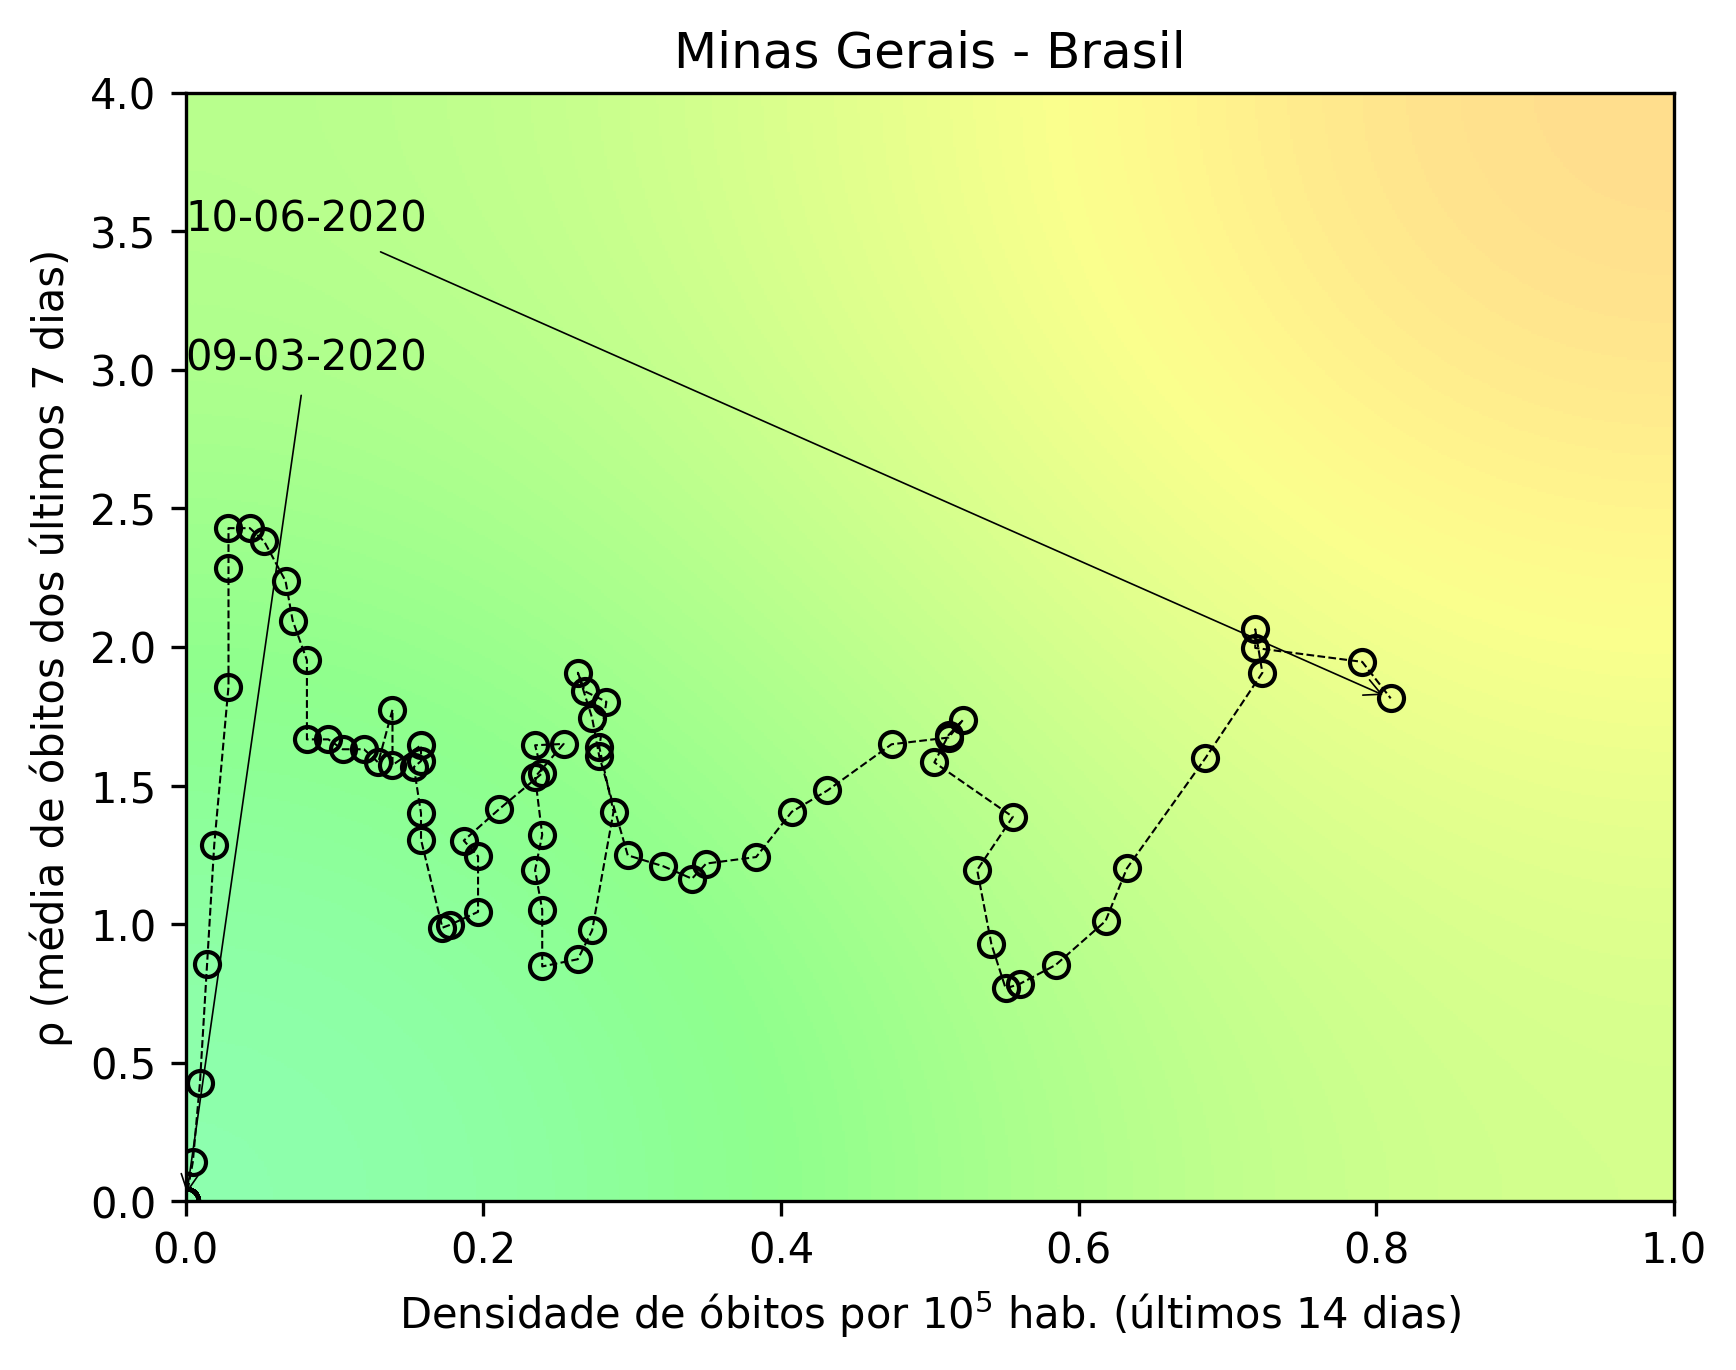 Minas Gerais - Brasil
4.0
3.5
3.0
2.5
2.0
1.5
1.0
0.5
0.0
ρ (média de óbitos dos últimos 7 dias)
10-06-2020
09-03-2020
0.0 0.2 0.4 0.6 0.8 1.0
Densidade de óbitos por 10⁵ hab. (últimos 14 dias)